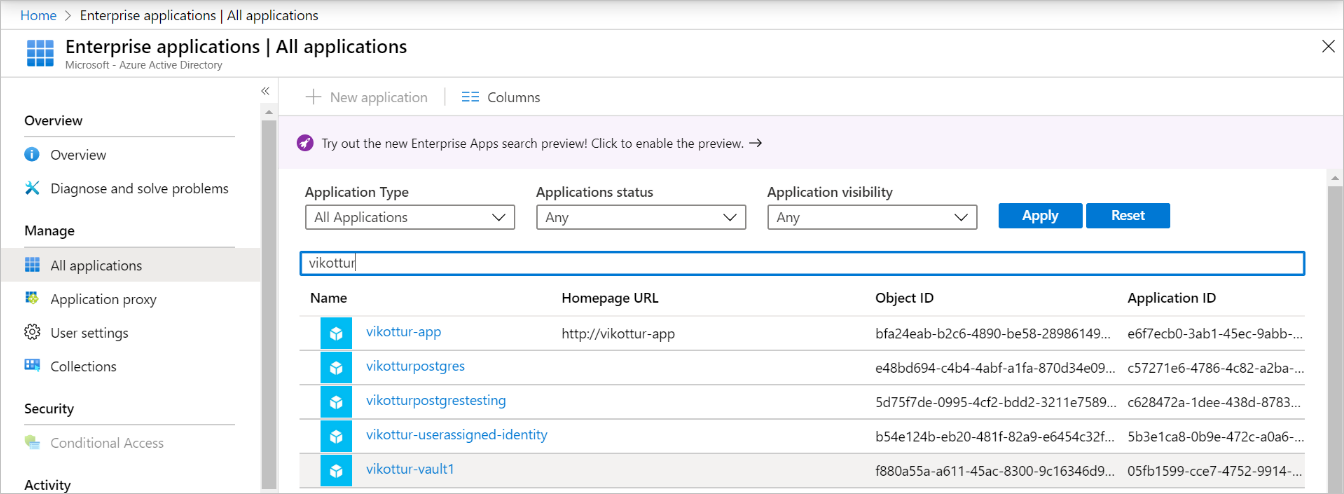 Home > Enterprise applications | All applications
Enterprise applications | All applications
Microsoft - Azure Active Directory
Overview
Overview
Diagnose and solve problems
Manage
All applications
Application proxy
User settings
Collections
Security
Conditional Access
Activity
New application Columns
Try out the new Enterprise Apps search preview! Click to enable the preview. →
Application Type Applications status Application visibility
All Applications Any Any Apply Reset
vikottur
Name Homepage URL Object ID Application ID
vikottur-app http://vikottur-app bfa24eab-b2c6-4890-be58-28986149... e6f7ecb0-3ab1-45ec-9abb-...
vikotturpostgres e48bd694-c4b4-4abf-a1fa-870d34e09... c57271e6-4786-4c82-a2ba-...
vikotturpostgrestesting 5d75f7de-0995-4cf2-bdd2-3211e7589... c628472a-1dee-438d-8783...
vikottur-userassigned-identity b54e124b-eb20-481f-82a9-e6454c32f... 5b3e1ca8-0b9e-472c-a0a6-...
vikottur-vault1 f880a55a-a611-45ac-8300-9c16346d9... 05fb1599-cce7-4752-9914-...